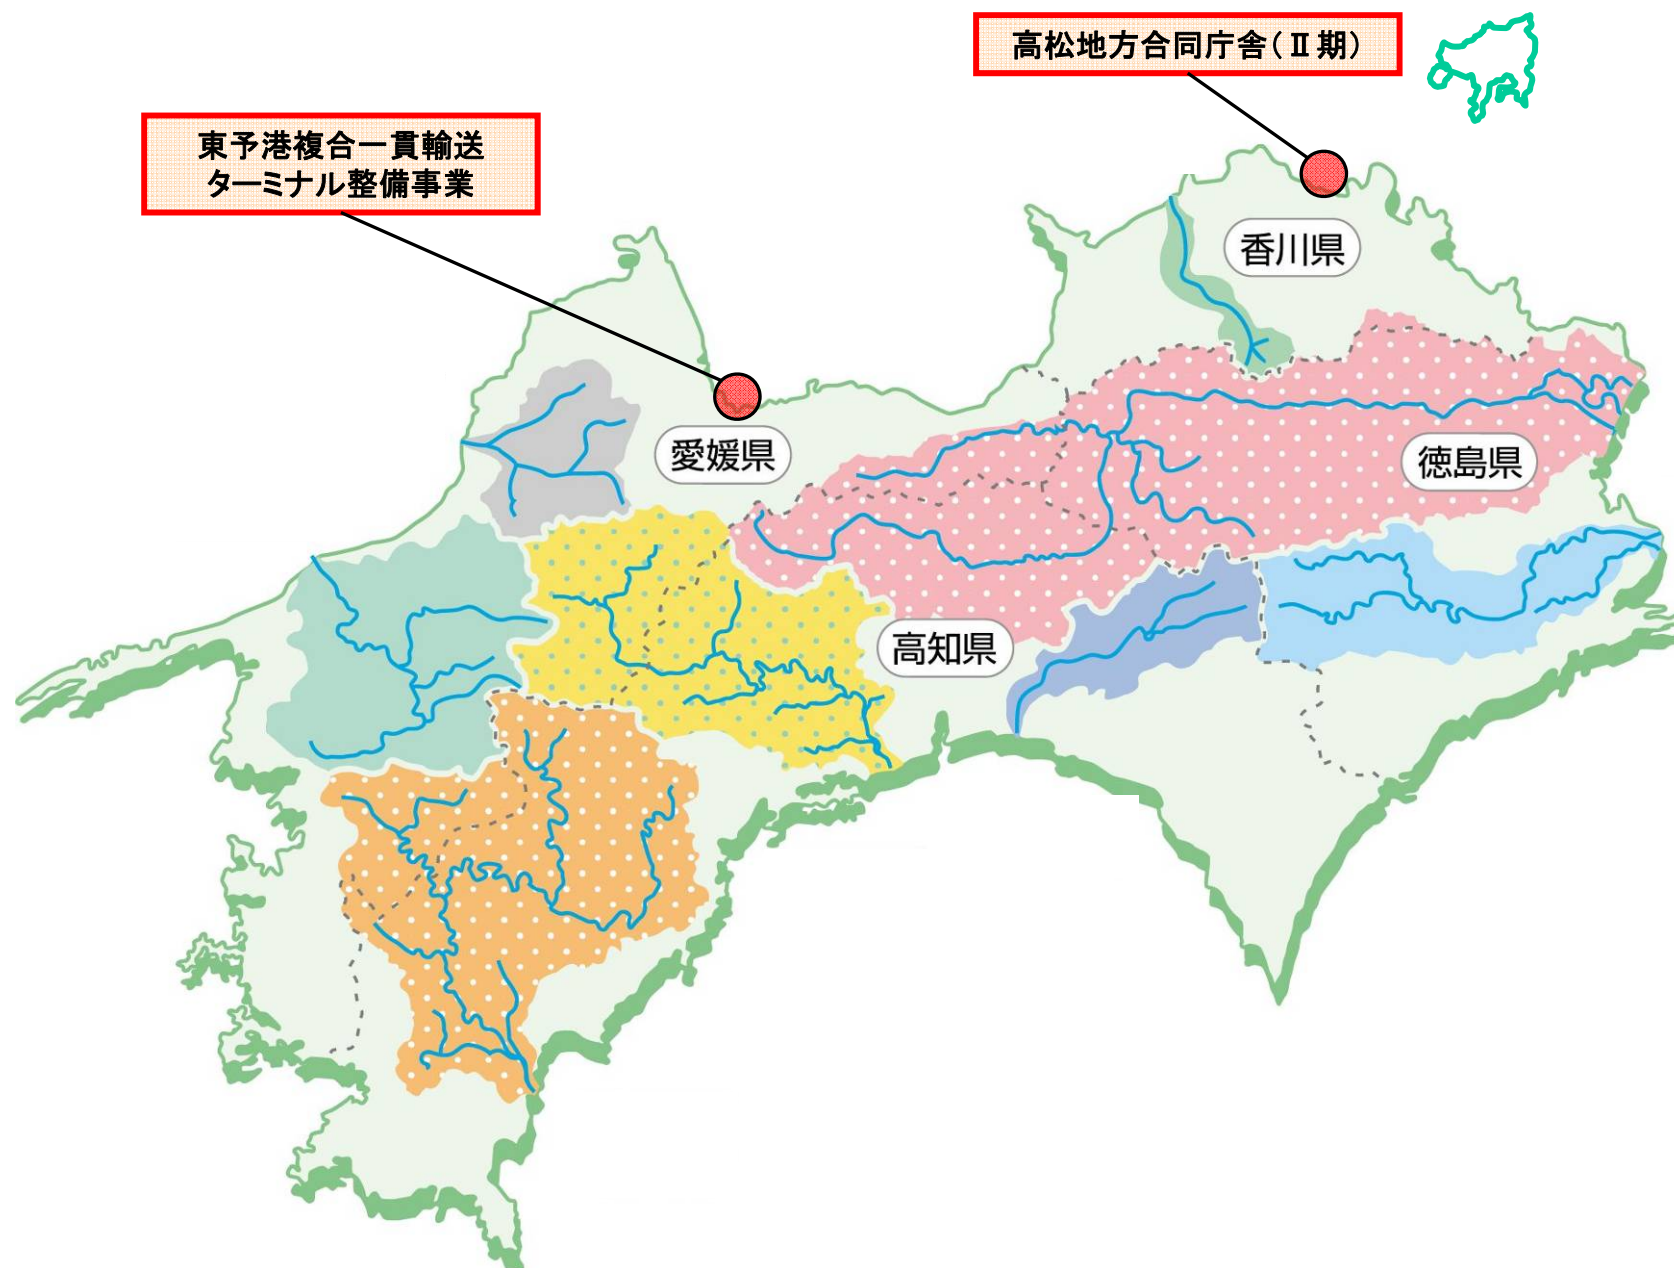 高松地方合同庁舎(Ⅱ期)
東予港複合一貫輸送
ターミナル整備事業
香川県
愛媛県
徳島県
高知県